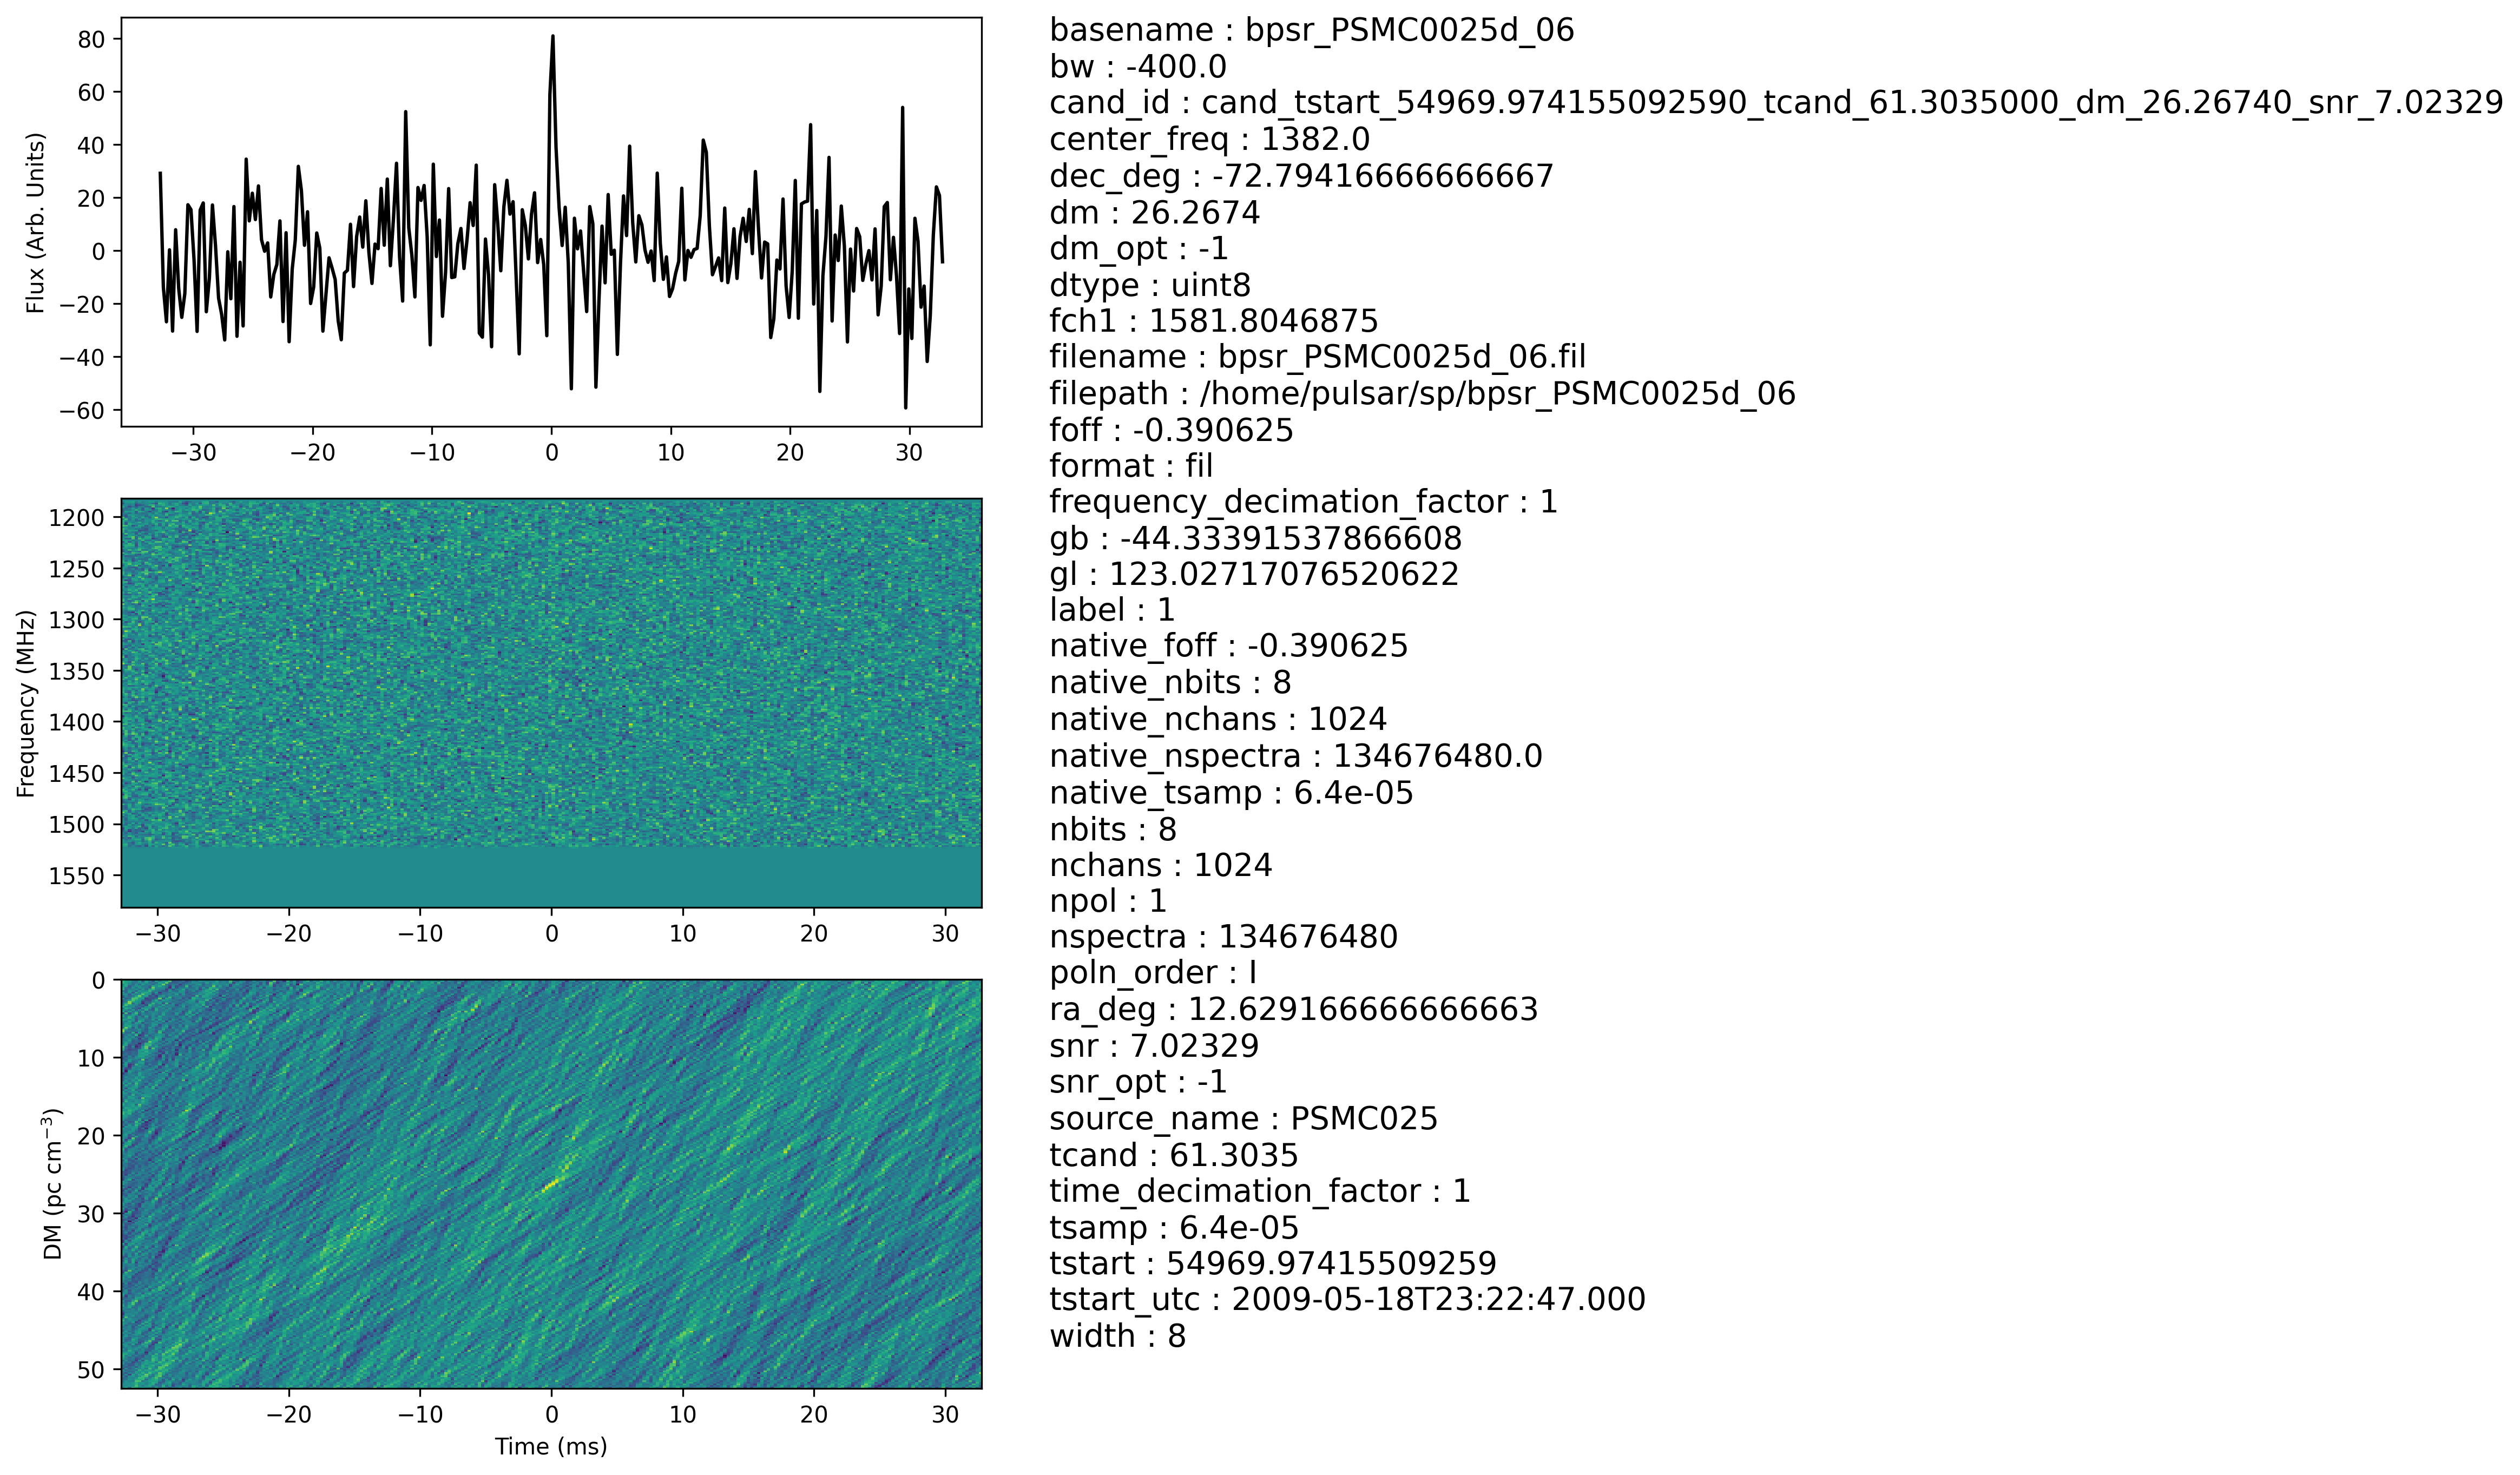 80
60
40
20
0
−20
−40
−60
Flux (Arb. Units)
−30 −20 −10 0 10 20 30
1200
1250
1300
1350
1400
1450
1500
1550
Frequency (MHz)
−30 −20 −10 0 10 20 30
0
10
20
30
40
50
DM (pc cm⁻³)
−30 −20 −10 0 10 20 30
Time (ms)
basename : bpsr_PSMC0025d_06
bw : -400.0
cand_id : cand_tstart_54969.974155092590_tcand_61.3035000_dm_26.26740_snr_7.02329
center_freq : 1382.0
dec_deg : -72.79416666666667
dm : 26.2674
dm_opt : -1
dtype : uint8
fch1 : 1581.8046875
filename : bpsr_PSMC0025d_06.fil
filepath : /home/pulsar/sp/bpsr_PSMC0025d_06
foff : -0.390625
format : fil
frequency_decimation_factor : 1
gb : -44.33391537866608
gl : 123.02717076520622
label : 1
native_foff : -0.390625
native_nbits : 8
native_nchans : 1024
native_nspectra : 134676480.0
native_tsamp : 6.4e-05
nbits : 8
nchans : 1024
npol : 1
nspectra : 134676480
poln_order : I
ra_deg : 12.629166666666663
snr : 7.02329
snr_opt : -1
source_name : PSMC025
tcand : 61.3035
time_decimation_factor : 1
tsamp : 6.4e-05
tstart : 54969.97415509259
tstart_utc : 2009-05-18T23:22:47.000
width : 8